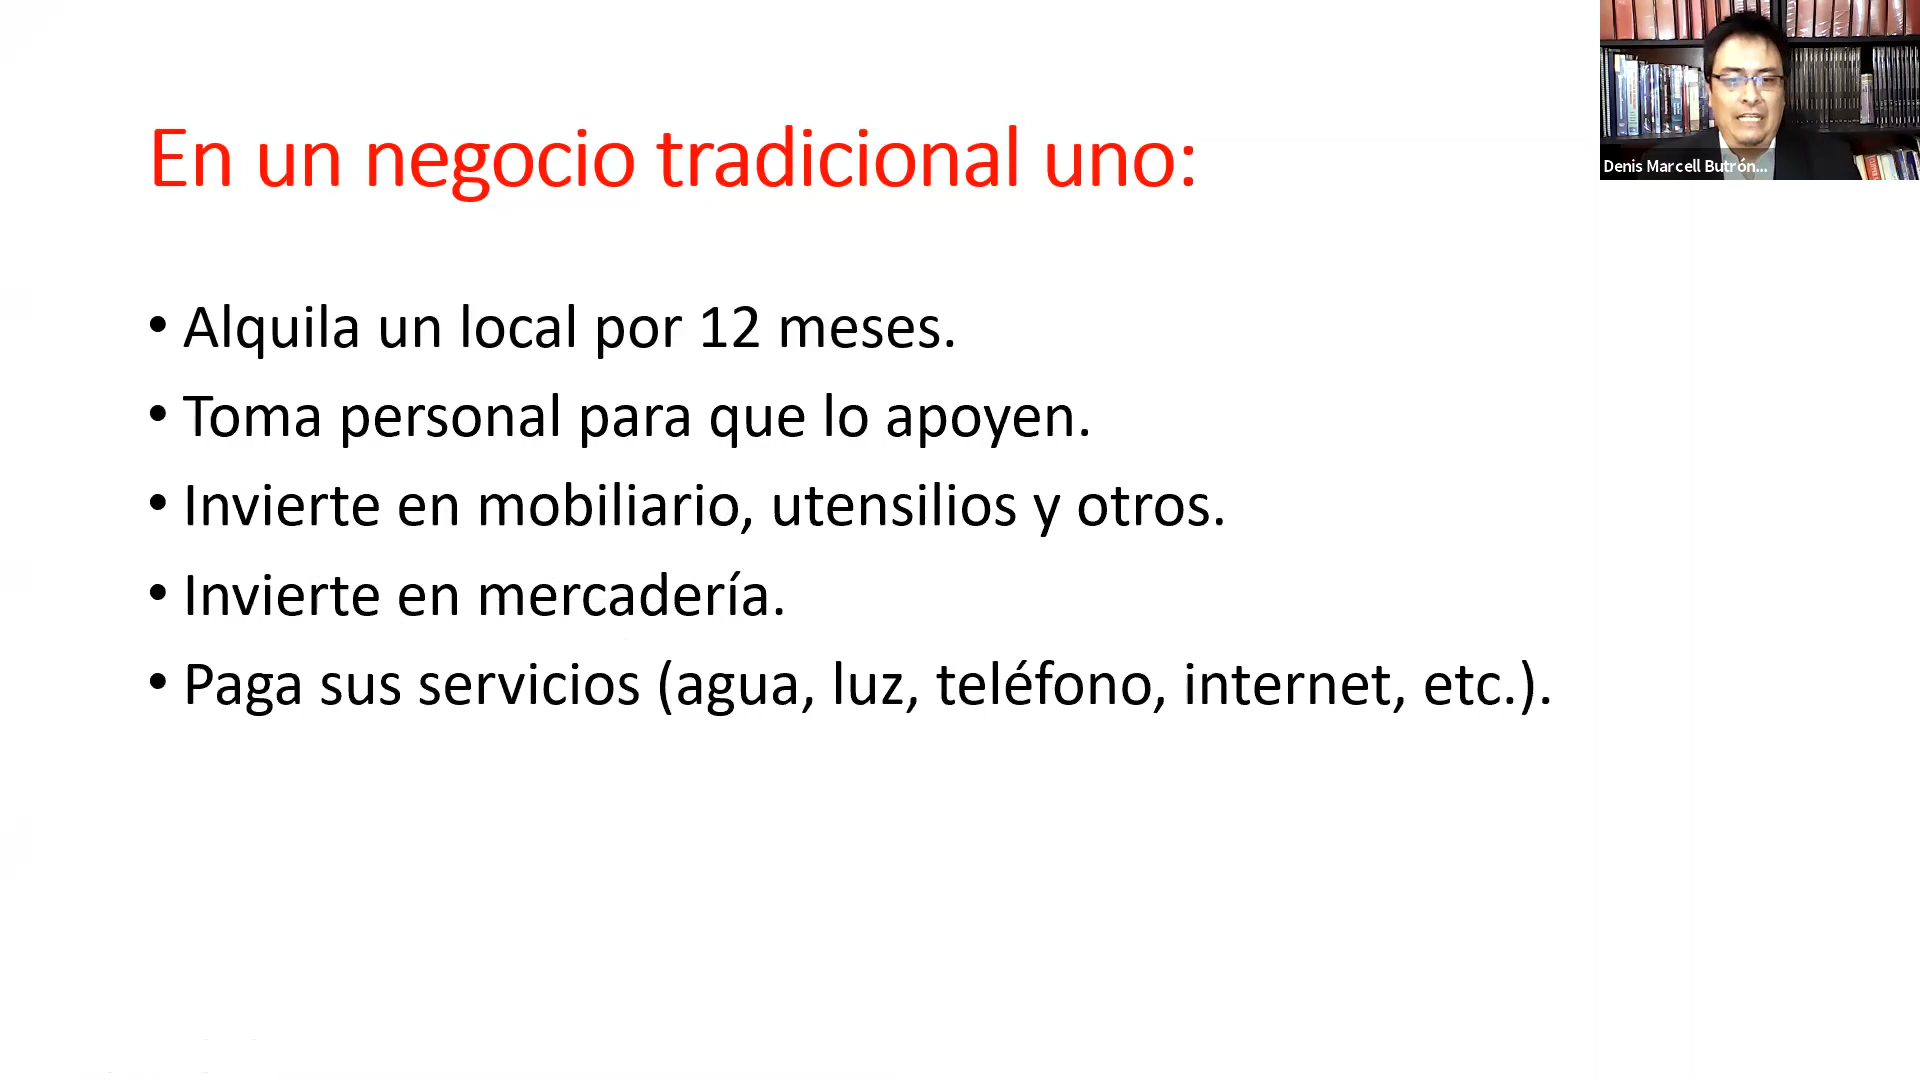 En un negocio tradicional uno:
• Alquila un local por 12 meses.
• Toma personal para que lo apoyen.
• Invierte en mobiliario, utensilios y otros.
• Invierte en mercadería.
• Paga sus servicios (agua, luz, teléfono, internet, etc.).
Denis Marcell Butrón...